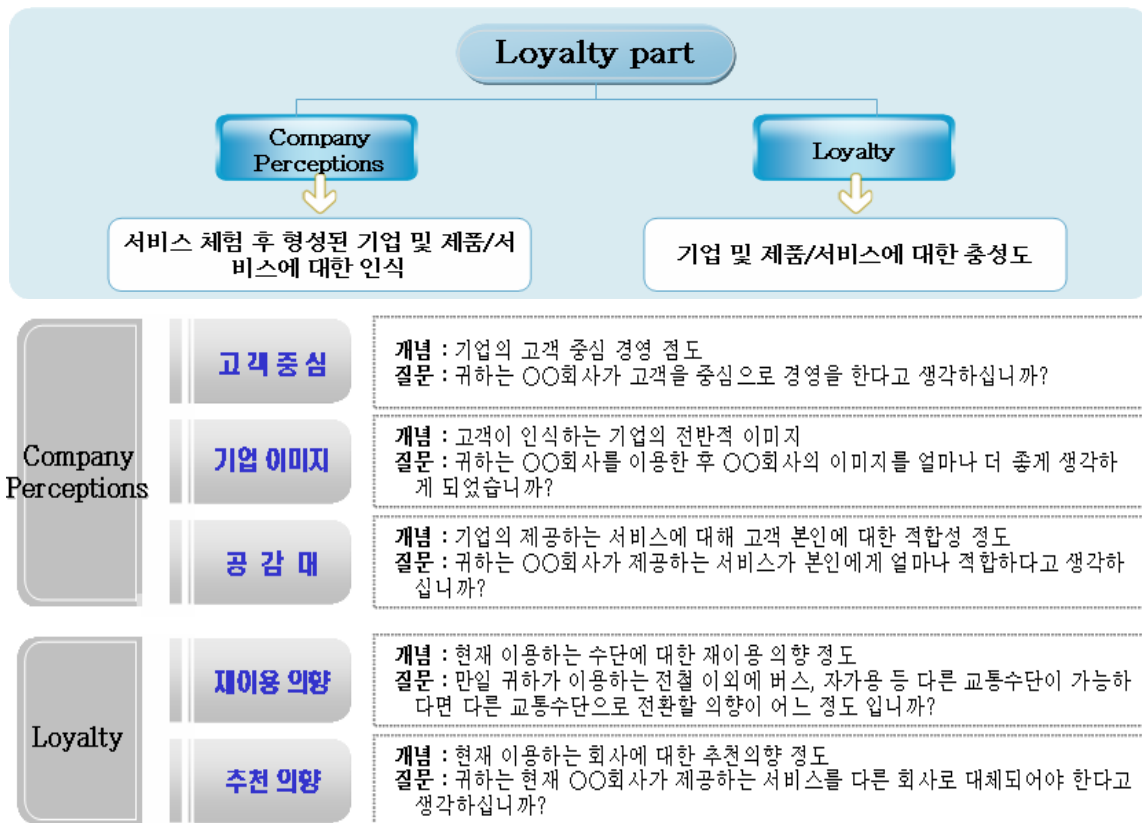 Loyalty part
Company
Perceptions
Loyalty
서비스 체험 후 형성된 기업 및 제품/서
비스에 대한 인식
기업 및 제품/서비스에 대한 충성도
Company
Perceptions
고객 중심
개념 : 기업의 고객 중심 경영 점도
질문 : 귀하는 ○○회사가 고객을 중심으로 경영을 한다고 생각하십니까?
기업 이미지
개념 : 고객이 인식하는 기업의 전반적 이미지
질문 : 귀하는 ○○회사를 이용한 후 ○○회사의 이미지를 얼마나 더 좋게 생각하
게 되었습니까?
공 감 대
개념 : 기업의 제공하는 서비스에 대해 고객 본인에 대한 적합성 정도
질문 : 귀하는 ○○회사가 제공하는 서비스가 본인에게 얼마나 적합하다고 생각하
십니까?
Loyalty
재이용 의향
개념 : 현재 이용하는 수단에 대한 재이용 의향 정도
질문 : 만일 귀하가 이용하는 전철 이외에 버스, 자가용 등 다른 교통수단이 가능하
다면 다른 교통수단으로 전환할 의향이 어느 정도 입니까?
추천 의향
개념 : 현재 이용하는 회사에 대한 추천의향 정도
질문 : 귀하는 현재 ○○회사가 제공하는 서비스를 다른 회사로 대체되어야 한다고
생각하십니까?